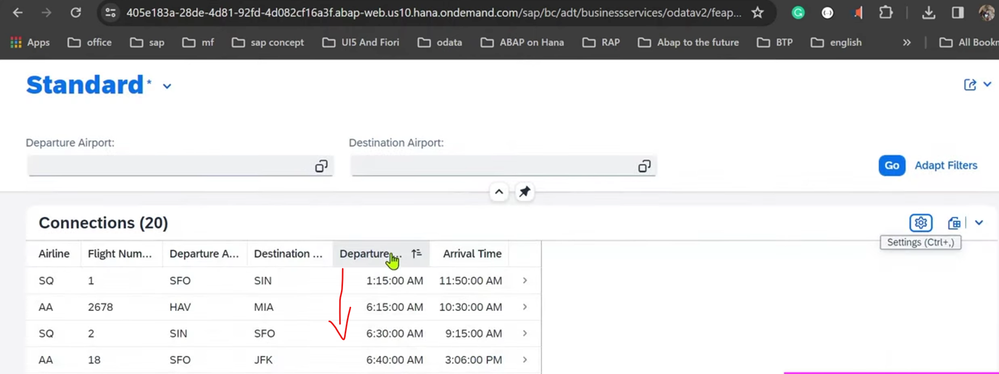 405e183a-28de-4d81-92fd-4d082cf16a3f.abap-web.us10.hana.ondemand.com/sap/bc/adt/businessservices/odatav2/feap...
Apps office sap mf sap concept UI5 And Fiori odata ABAP on Hana RAP Abap to the future BTP english » All Bookm
Standard*
Departure Airport: Destination Airport:
Go Adapt Filters
Connections (20)
Settings (Ctrl+,)
Airline Flight Num... Departure A... Destination ... Departure ... Arrival Time
SQ 1 SFO SIN 1:15:00 AM 11:50:00 AM
AA 2678 HAV MIA 6:15:00 AM 10:30:00 AM
SQ 2 SIN SFO 6:30:00 AM 9:15:00 AM
AA 18 SFO JFK 6:40:00 AM 3:06:00 PM